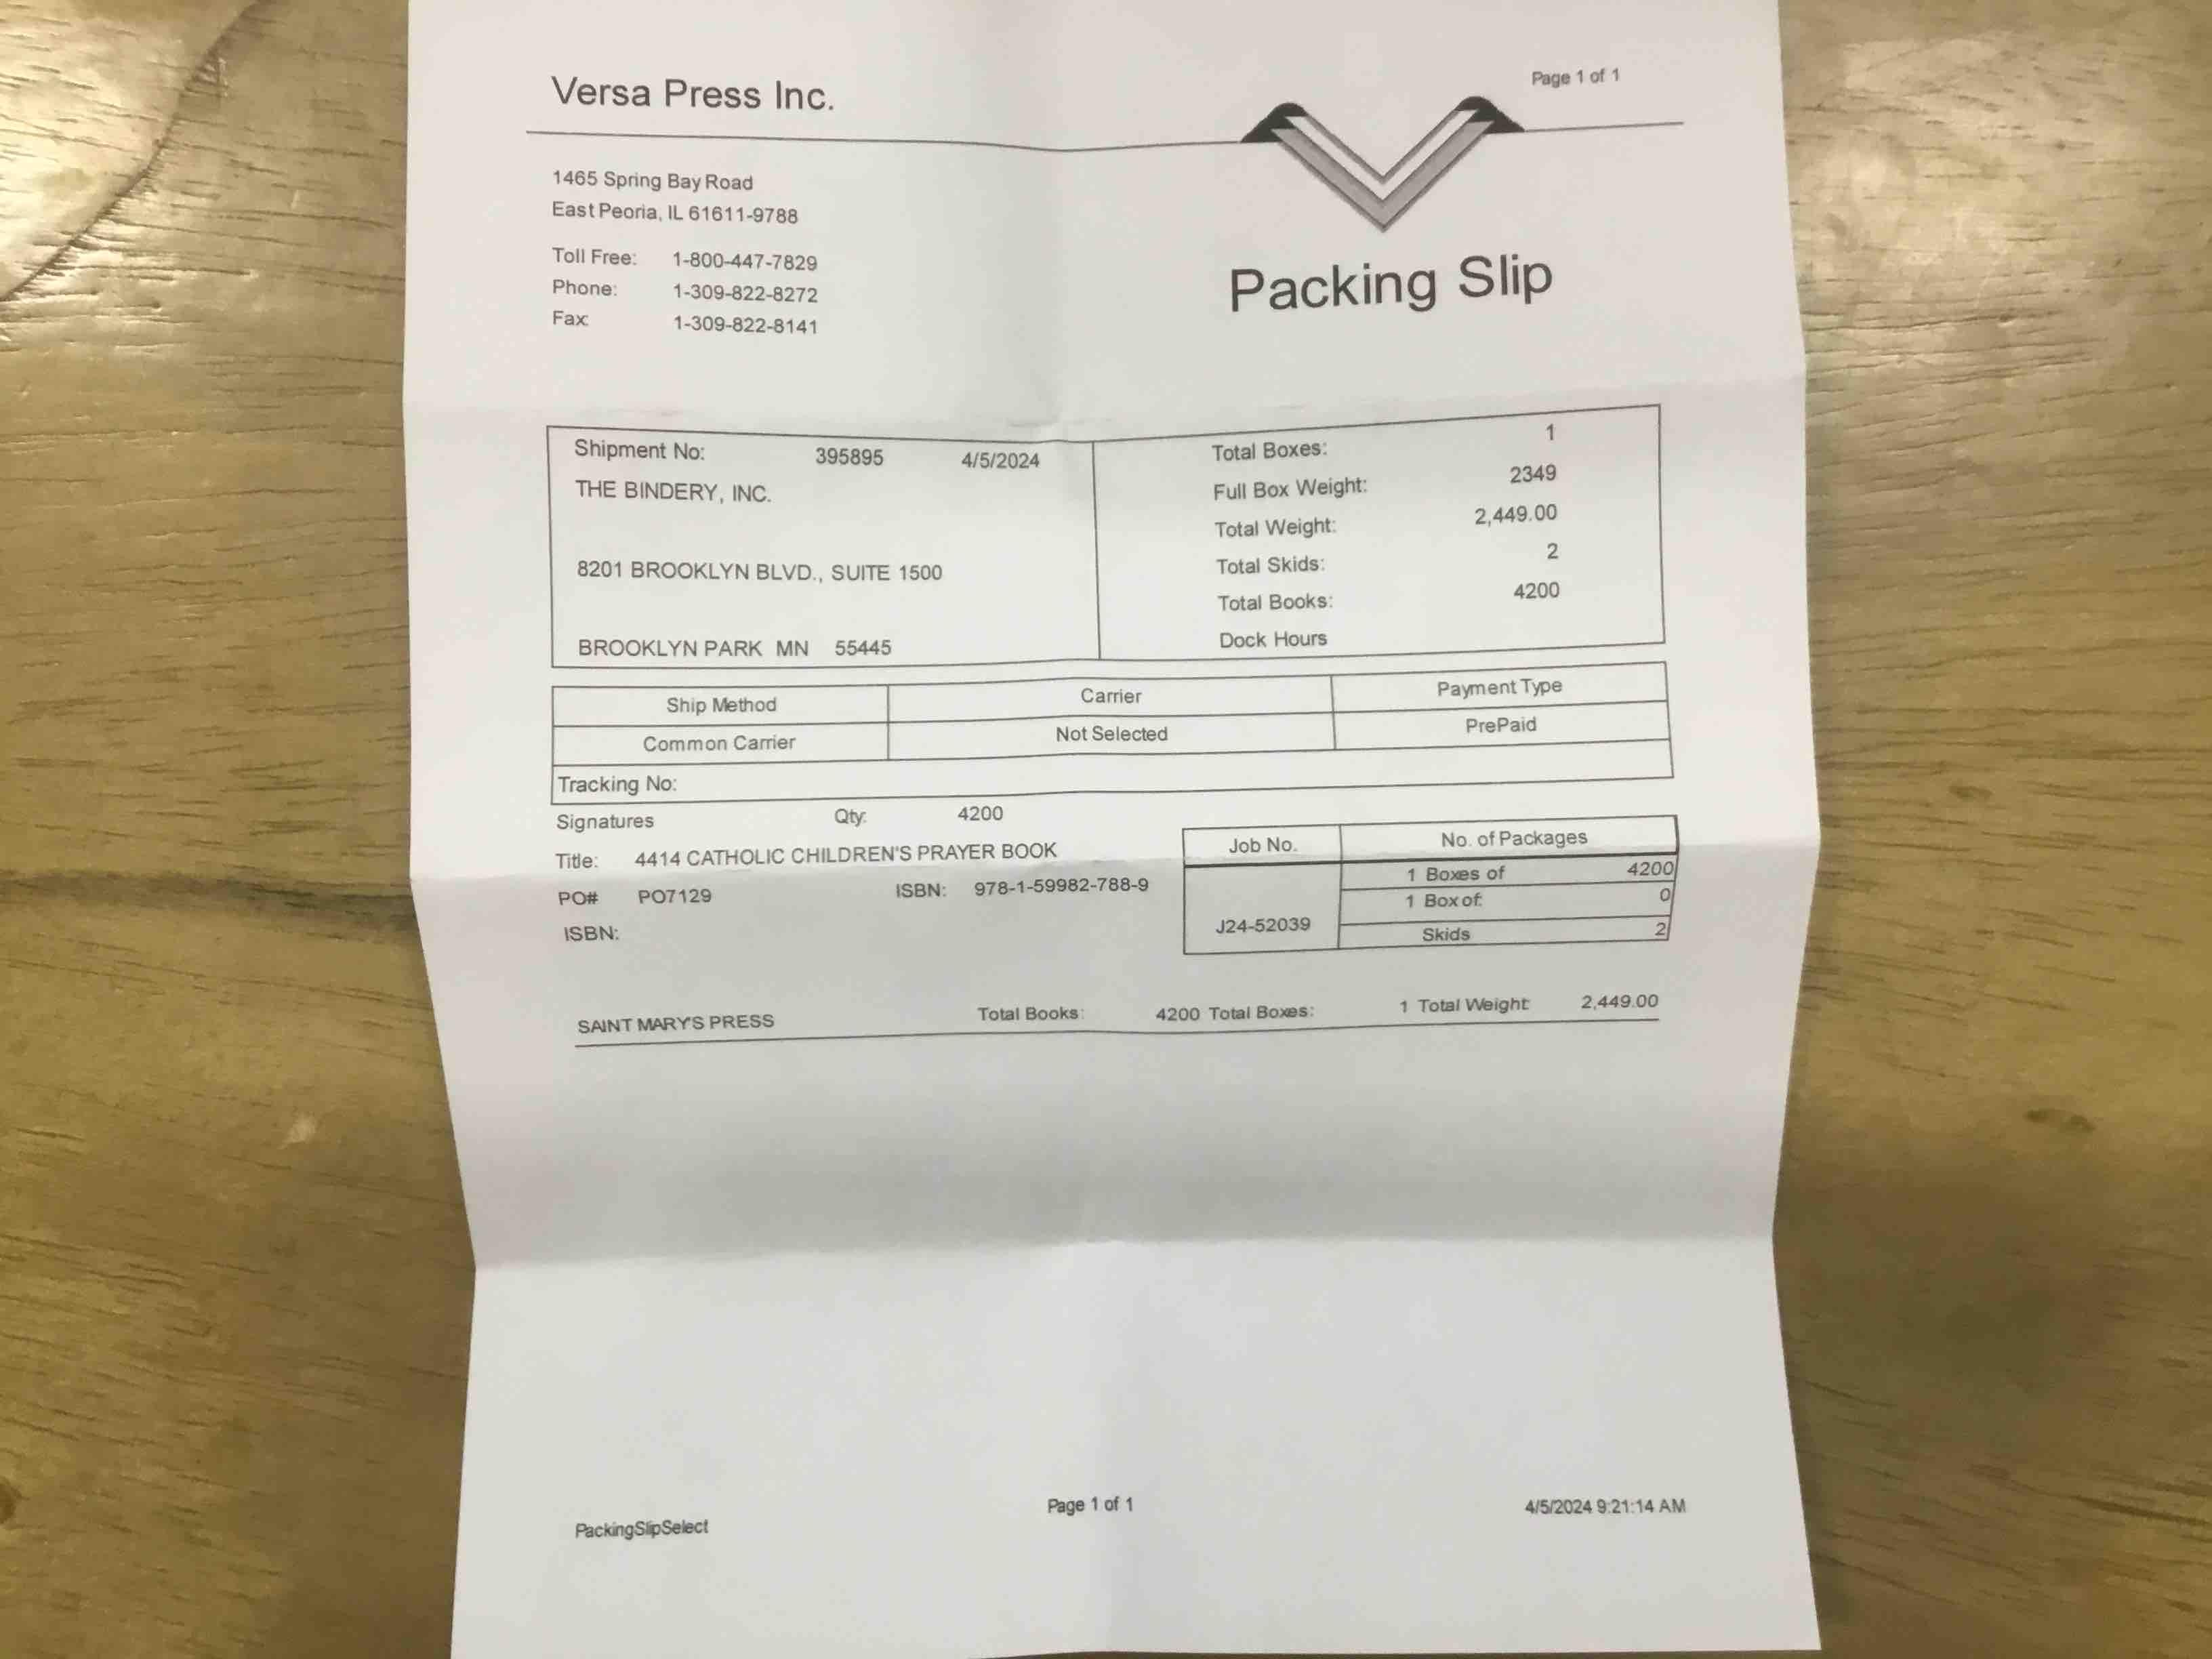 Page 1 of 1
Versa Press Inc.
1465 Spring Bay Road
East Peoria, IL 61611-9788
Toll Free: 1-800-447-7829
Phone: 1-309-822-8272
Fax: 1-309-822-8141
Packing Slip
Shipment No: 395895 4/5/2024
THE BINDERY, INC.
8201 BROOKLYN BLVD., SUITE 1500
BROOKLYN PARK MN 55445
Total Boxes: 1
Full Box Weight: 2349
Total Weight: 2,449.00
Total Skids: 2
Total Books: 4200
Dock Hours
Ship Method Carrier Payment Type
Common Carrier Not Selected PrePaid
Tracking No:
Signatures Qty: 4200
Title: 4414 CATHOLIC CHILDREN'S PRAYER BOOK
PO# PO7129 ISBN: 978-1-59982-788-9
ISBN:
Job No. No. of Packages
1 Boxes of 4200
1 Box of: 0
J24-52039
Skids 2
SAINT MARY'S PRESS Total Books: 4200 Total Boxes: 1 Total Weight: 2,449.00
PackingSlipSelect Page 1 of 1 4/5/2024 9:21:14 AM